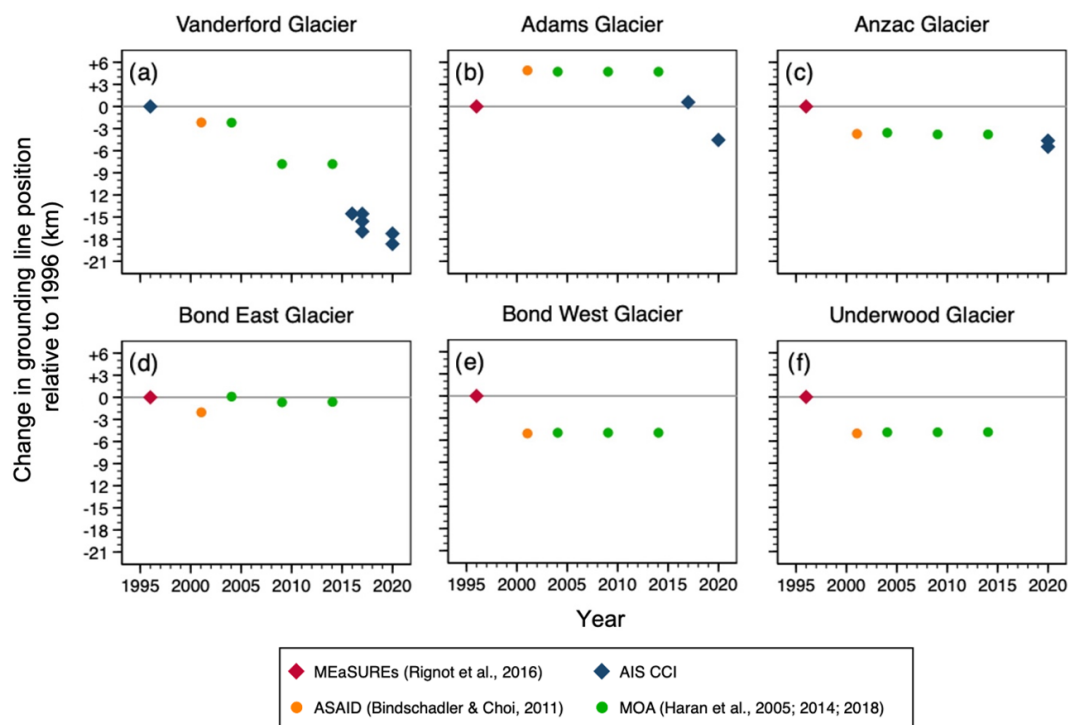 Vanderford Glacier
Adams Glacier
Anzac Glacier
(a)
(b)
(c)
+6
+3
0
-3
-6
-9
12
-15
-18
-21
Bond East Glacier
Bond West Glacier
Underwood Glacier
(d)
(e)
(f)
+6
+3
0
-3
-6
-9
12
-15
-18
-21
Change in grounding line position
relative to 1996 (km)
1995 2000 2005 2010 2015 2020
1995 2000 2005 2010 2015 2020
1995 2000 2005 2010 2015 2020
Year
MEaSUREs (Rignot et al., 2016)
AIS CCI
ASAID (Bindschadler & Choi, 2011)
MOA (Haran et al., 2005; 2014; 2018)